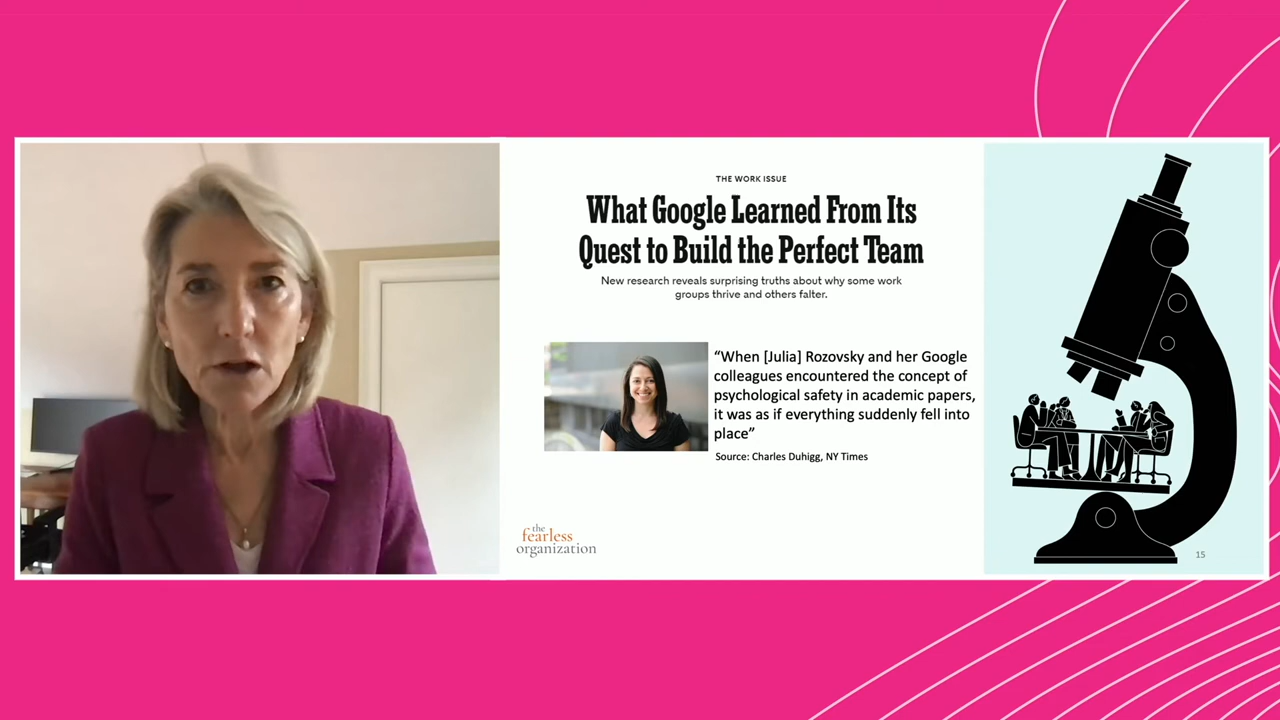 THE WORK ISSUE
What Google Learned From Its
Quest to Build the Perfect Team
New research reveals surprising truths about why some work
groups thrive and others falter.
“When [Julia] Rozovsky and her Google
colleagues encountered the concept of
psychological safety in academic papers,
it was as if everything suddenly fell into
place”
Source: Charles Duhigg, NY Times
the
fearless
organization
15